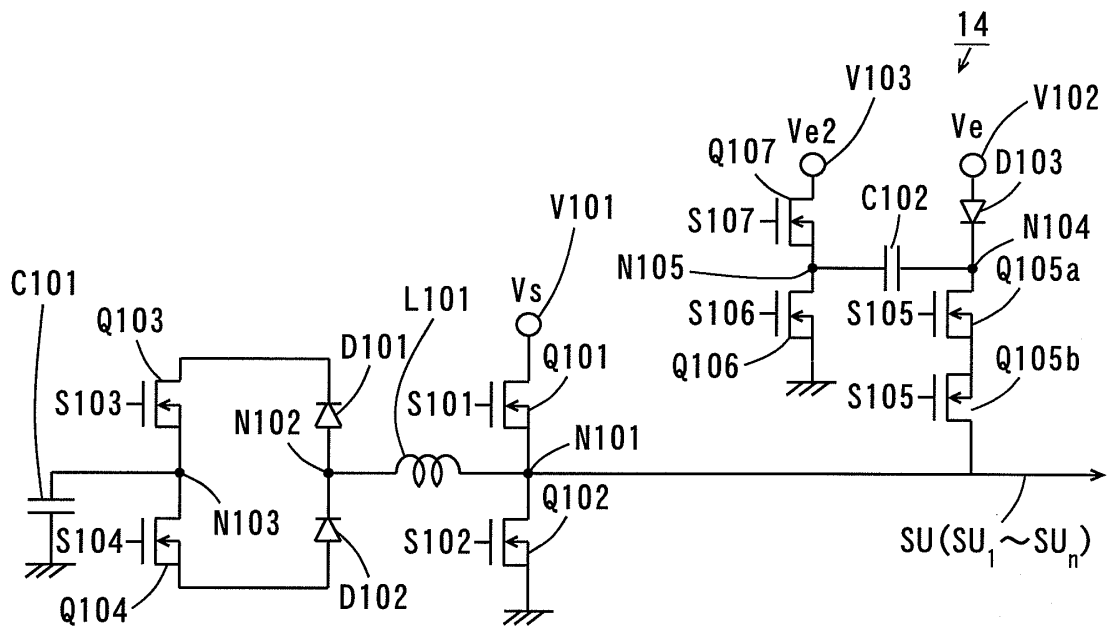 14
V103
V102
Ve2
Ve
Q107
D103
C102
S107
V101
N104
N105
Q105a
C101
L101
Vs
S106
S105
Q103
D101
Q101
Q106
Q105b
S103
S101
S105
N102
N101
N103
Q102
S104
S102
SU(SU1~SUn)
Q104
D102